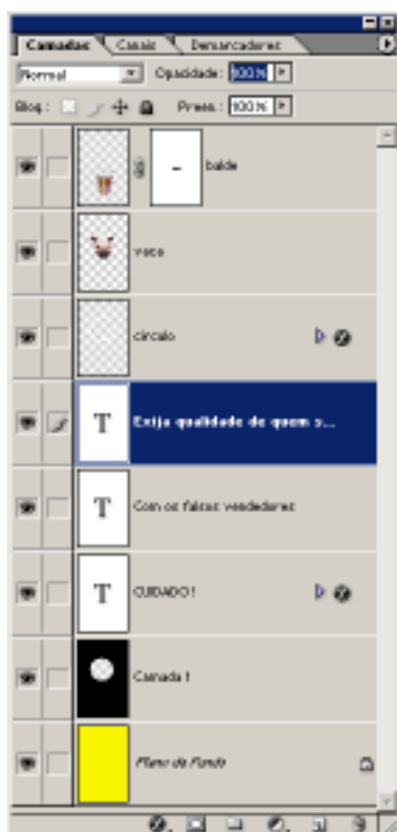 Camadas Canais Demarcadores
Normal Opacidade: 100%
Bloq.: Preen.: 100%
balde
vaca
círculo
T Exija qualidade de quem s...
T Com os falsos vendedores
T CUIDADO!
Camada 1
Plano de Fundo